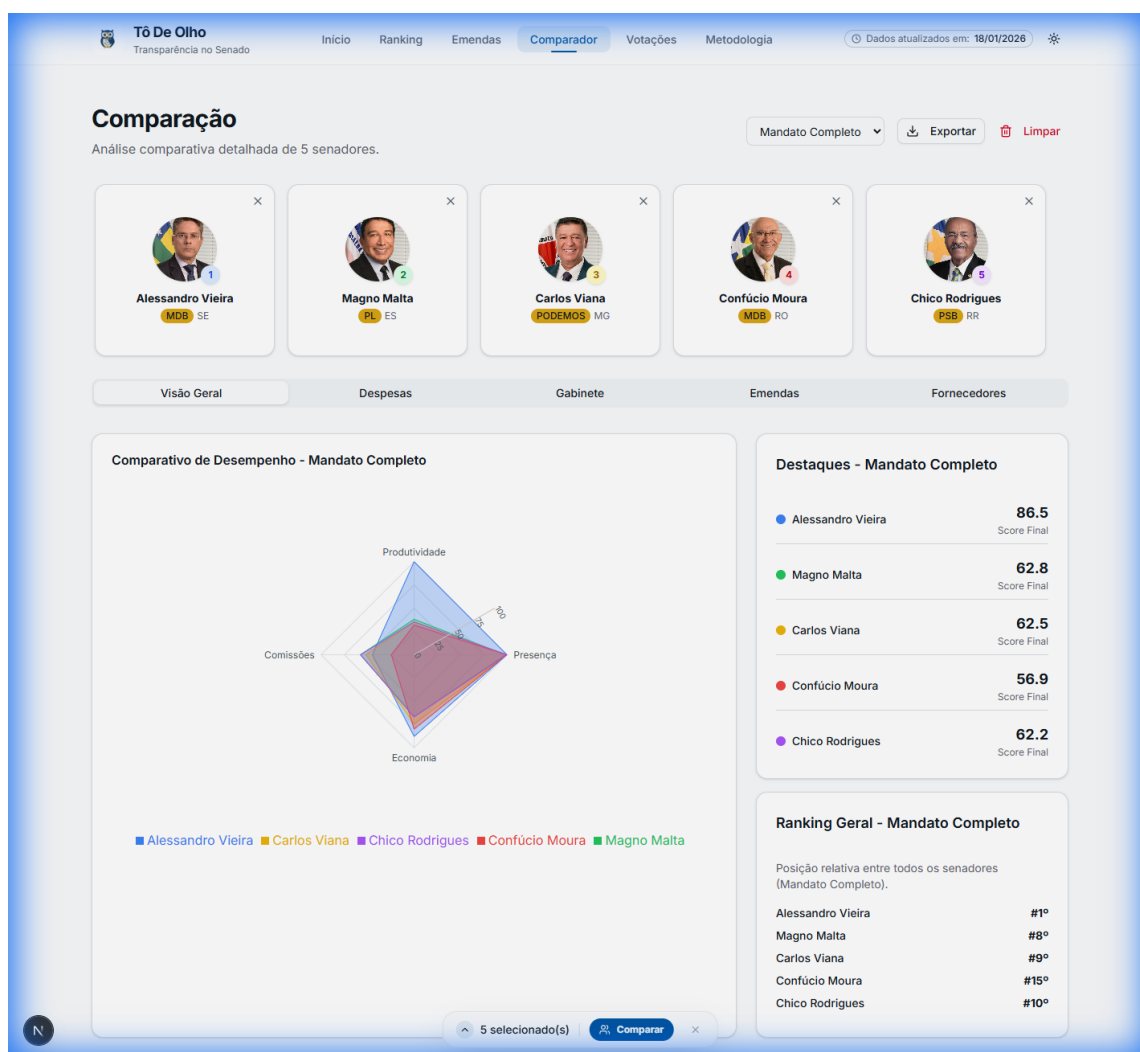 Tô De Olho
Transparência no Senado
Início
Ranking
Emendas
Comparador
Votações
Metodologia
Dados atualizados em: 18/01/2026
Comparação
Análise comparativa detalhada de 5 senadores.
Mandato Completo
Exportar
Limpar
1
Alessandro Vieira
MDB SE
2
Magno Malta
PL ES
3
Carlos Viana
PODEMOS MG
4
Confúcio Moura
MDB RO
5
Chico Rodrigues
PSB RR
Visão Geral
Despesas
Gabinete
Emendas
Fornecedores
Comparativo de Desempenho - Mandato Completo
Produtividade
Presença
Economia
Comissões
0
25
50
75
100
Alessandro Vieira Carlos Viana Chico Rodrigues Confúcio Moura Magno Malta
Destaques - Mandato Completo
Alessandro Vieira
86.5
Score Final
Magno Malta
62.8
Score Final
Carlos Viana
62.5
Score Final
Confúcio Moura
56.9
Score Final
Chico Rodrigues
62.2
Score Final
Ranking Geral - Mandato Completo
Posição relativa entre todos os senadores
(Mandato Completo).
Alessandro Vieira #1º
Magno Malta #8º
Carlos Viana #9º
Confúcio Moura #15º
Chico Rodrigues #10º
N
5 selecionado(s)
Comparar